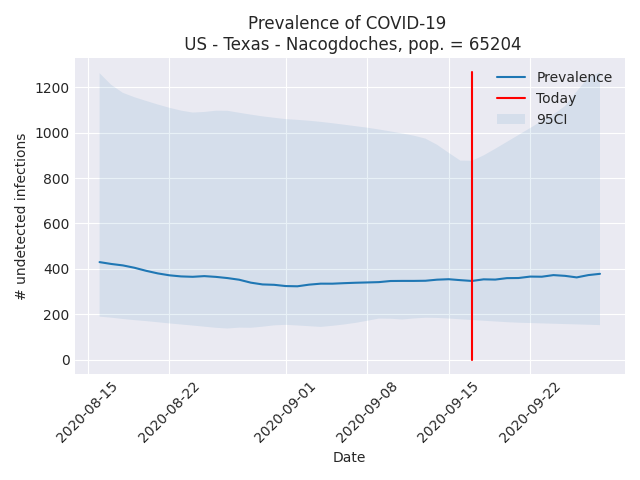 Prevalence of COVID-19
US - Texas - Nacogdoches, pop. = 65204
# undetected infections
1200
1000
800
600
400
200
0
Prevalence
Today
95CI
2020-08-15
2020-08-22
2020-09-01
2020-09-08
2020-09-15
2020-09-22
Date